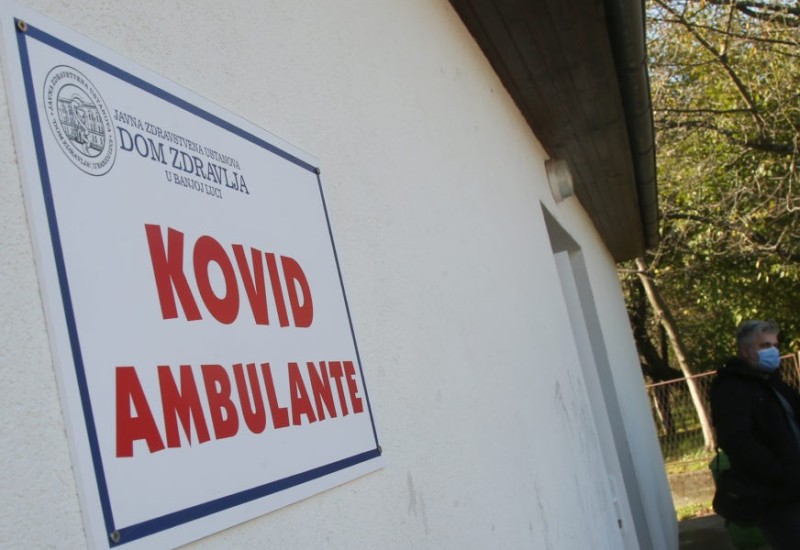 JAVNA ZDRAVSTVENA USTANOVA
DOM ZDRAVLJA
U BANJOJ LUCI
KOVID
AMBULANTE